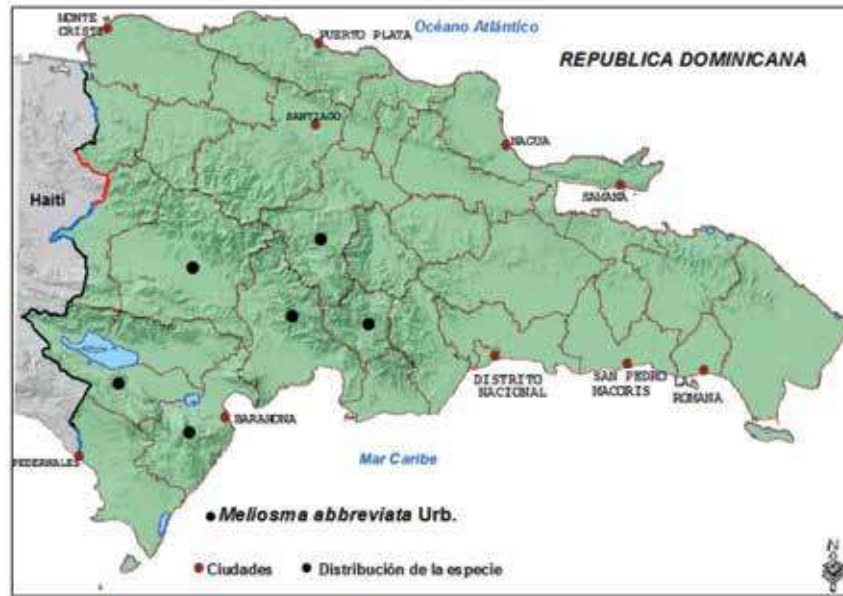 MONTE
CRISTI
PUERTO PLATA
Océano Atlántico
REPUBLICA DOMINICANA
SANTIAGO
NAGUA
SAMANA
Haití
DISTRITO
NACIONAL
SAN PEDRO
MACORIS
LA
ROMANA
BARAHONA
PEDERNALES
Mar Caribe
Meliosma abbreviata Urb.
Ciudades
Distribución de la especie
N